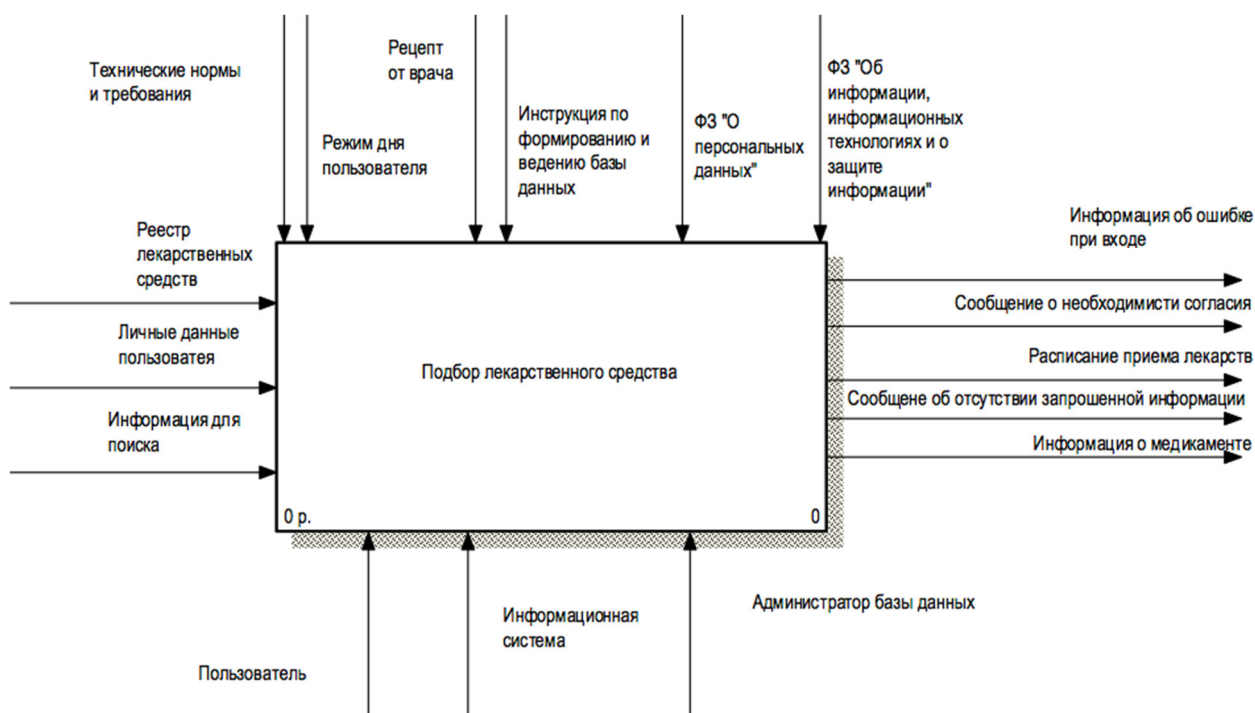 Технические нормы
и требования
Режим дня
пользователя
Рецепт
от врача
Инструкция по
формированию и
ведению базы
данных
ФЗ "О
персональных
данных"
ФЗ "Об
информации,
информационных
технологиях и о
защите
информации"
Реестр
лекарственных
средств
Личные данные
пользоватея
Информация для
поиска
Подбор лекарственного средства
0 р.
0
Информация об ошибке
при входе
Сообщение о необходимисти согласия
Расписание приема лекарств
Сообщене об отсутствии запрошенной информации
Информация о медикаменте
Пользователь
Информационная
система
Администратор базы данных